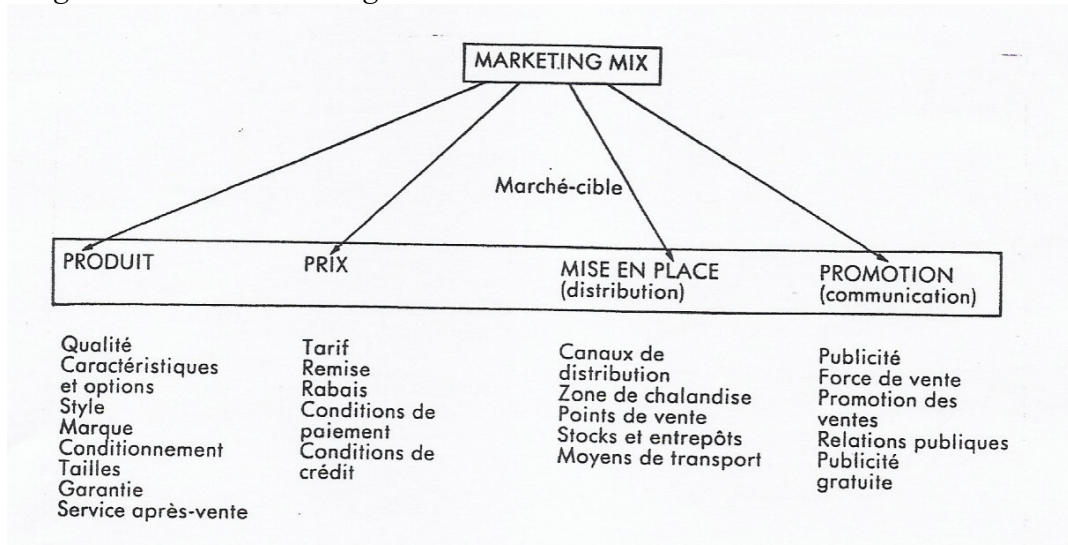 MARKETING MIX
Marché-cible
PRODUIT
PRIX
MISE EN PLACE
(distribution)
PROMOTION
(communication)
Qualité
Caractéristiques
et options
Style
Marque
Conditionnement
Tailles
Garantie
Service après-vente
Tarif
Remise
Rabais
Conditions de
paiement
Conditions de
crédit
Canaux de
distribution
Zone de chalandise
Points de vente
Stocks et entrepôts
Moyens de transport
Publicité
Force de vente
Promotion des
ventes
Relations publiques
Publicité
gratuite